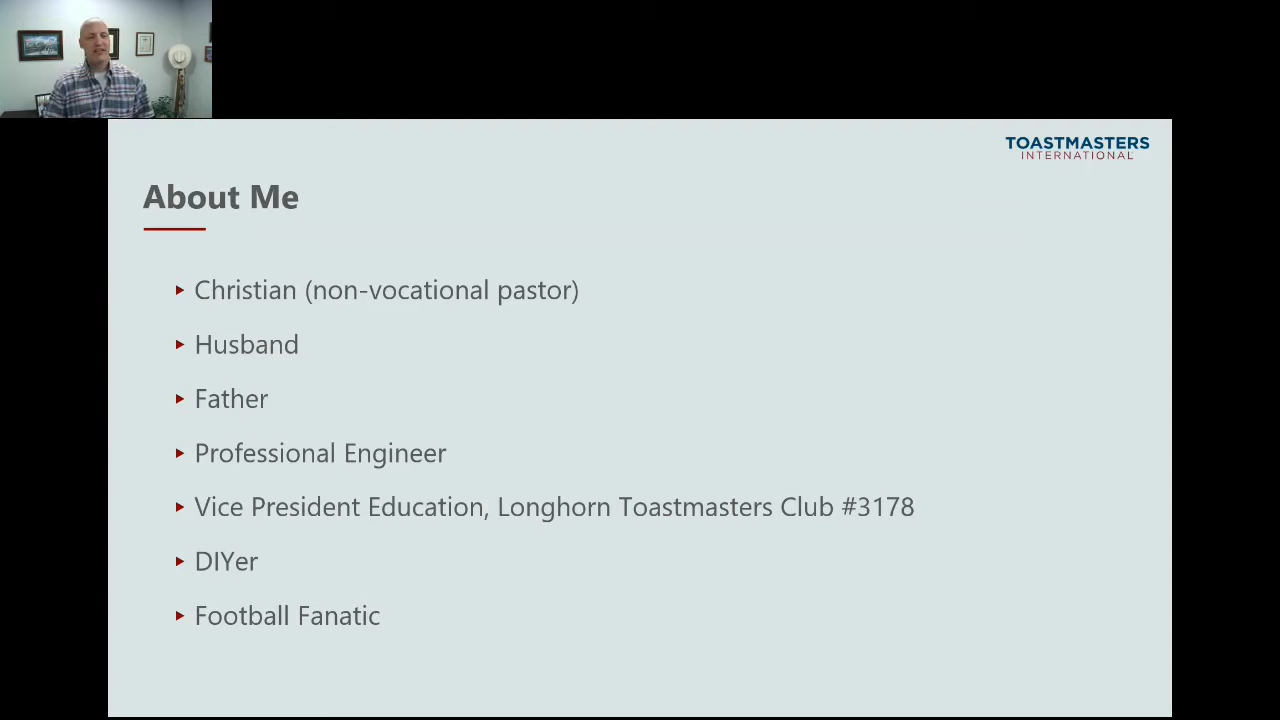 TOASTMASTERS
INTERNATIONAL
About Me
Christian (non-vocational pastor)
Husband
Father
Professional Engineer
Vice President Education, Longhorn Toastmasters Club #3178
DIYer
Football Fanatic